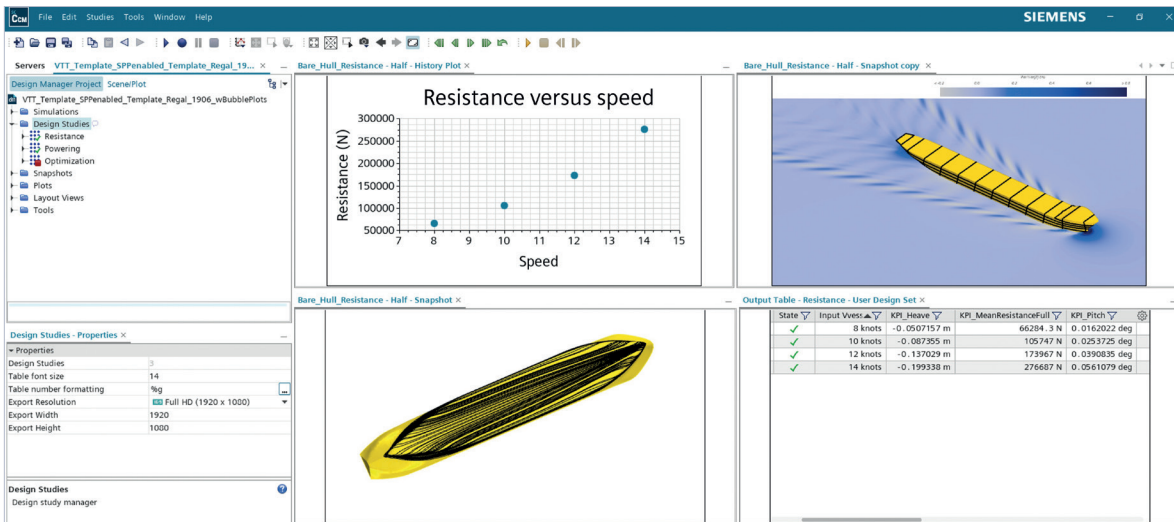 CCM File Edit Studies Tools Window Help SIEMENS
Servers VTT_Template_SPPenabled_Template_Regal_19... ×
Design Manager Project Scene/Plot
VTT_Template_SPPenabled_Template_Regal_1906_wBubblePlots
Simulations
Design Studies
Resistance
Powering
Optimization
Snapshots
Plots
Layout Views
Tools
Design Studies - Properties ×
Properties
Design Studies 3
Table font size 14
Table number formatting %g ...
Export Resolution Full HD (1920 x 1080)
Export Width 1920
Export Height 1080
Design Studies
Design study manager
Bare_Hull_Resistance - Half - History Plot ×
Resistance versus speed
Resistance (N)
300000
250000
200000
150000
100000
50000
7 8 9 10 11 12 13 14 15
Speed
Bare_Hull_Resistance - Half - Snapshot copy ×
Bare_Hull_Resistance - Half - Snapshot ×
Output Table - Resistance - User Design Set ×
State Input Vvess KPI_Heave KPI_MeanResistanceFull KPI_Pitch
8 knots -0.0507157 m 66284.3 N 0.0162022 deg
10 knots -0.087355 m 105747 N 0.0253725 deg
12 knots -0.137029 m 173967 N 0.0390835 deg
14 knots -0.199338 m 276687 N 0.0561079 deg